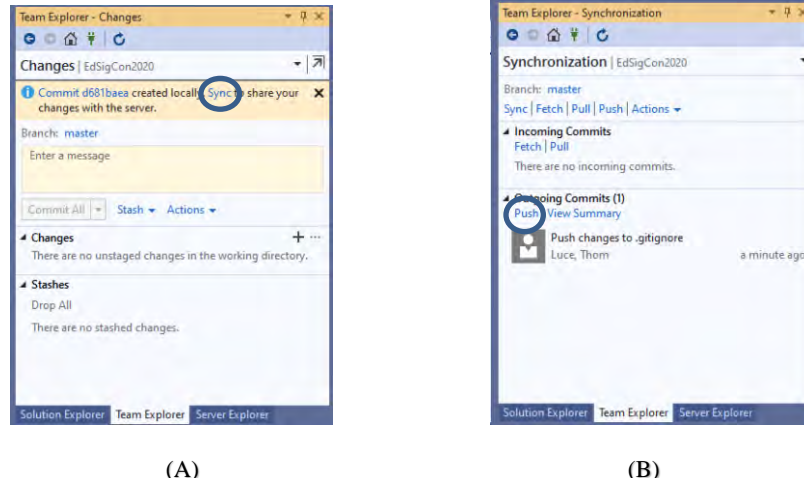 Team Explorer - Changes
Changes | EdSigCon2020
Commit d681baea created locally. Sync to share your
changes with the server.
Branch: master
Enter a message
Commit All Stash Actions
Changes
There are no unstaged changes in the working directory.
Stashes
Drop All
There are no stashed changes.
Solution Explorer Team Explorer Server Explorer
(A)
Team Explorer - Synchronization
Synchronization | EdSigCon2020
Branch: master
Sync | Fetch | Pull | Push | Actions
Incoming Commits
Fetch | Pull
There are no incoming commits.
Outgoing Commits (1)
Push View Summary
Push changes to .gitignore
Luce, Thom a minute ago
Solution Explorer Team Explorer Server Explorer
(B)